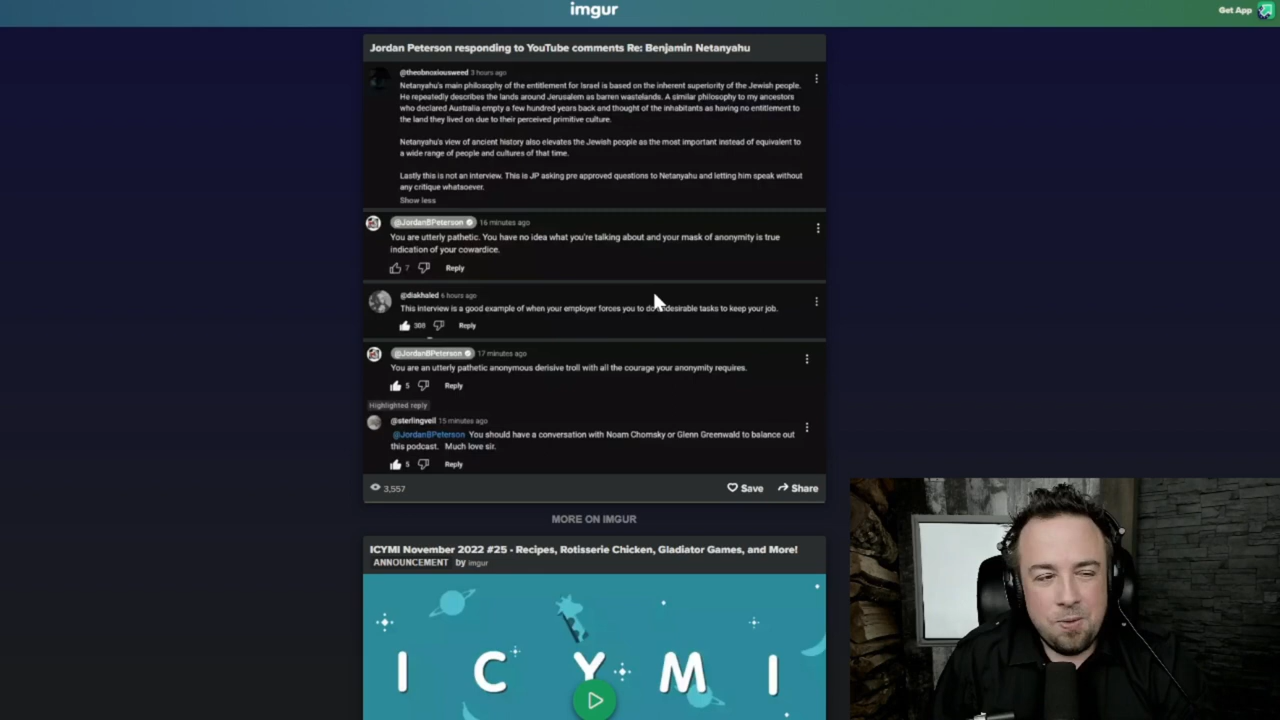 imgur
Get App
Jordan Peterson responding to YouTube comments Re: Benjamin Netanyahu
@theobnoxiousweed 3 hours ago
Netanyahu's main philosophy of the entitlement for Israel is based on the inherent superiority of the Jewish people.
He repeatedly describes the lands around Jerusalem as barren wastelands. A similar philosophy to my ancestors
who declared Australia empty a few hundred years back and thought of the inhabitants as having no entitlement to
the land they lived on due to their perceived primitive culture.
Netanyahu's view of ancient history also elevates the Jewish people as the most important instead of equivalent to
a wide range of people and cultures of that time.
Lastly this is not an interview. This is JP asking pre approved questions to Netanyahu and letting him speak without
any critique whatsoever.
Show less
@JordanBPeterson 16 minutes ago
You are utterly pathetic. You have no idea what you're talking about and your mask of anonymity is true
indication of your cowardice.
7 Reply
@diakhaled 6 hours ago
This interview is a good example of when your employer forces you to do undesirable tasks to keep your job.
308 Reply
@JordanBPeterson 17 minutes ago
You are an utterly pathetic anonymous derisive troll with all the courage your anonymity requires.
5 Reply
Highlighted reply
@sterlingvell 15 minutes ago
@JordanBPeterson You should have a conversation with Noam Chomsky or Glenn Greenwald to balance out
this podcast. Much love sir.
5 Reply
3,557 Save Share
MORE ON IMGUR
ICYMI November 2022 #25 - Recipes, Rotisserie Chicken, Gladiator Games, and More!
ANNOUNCEMENT by imgur
ICYMI